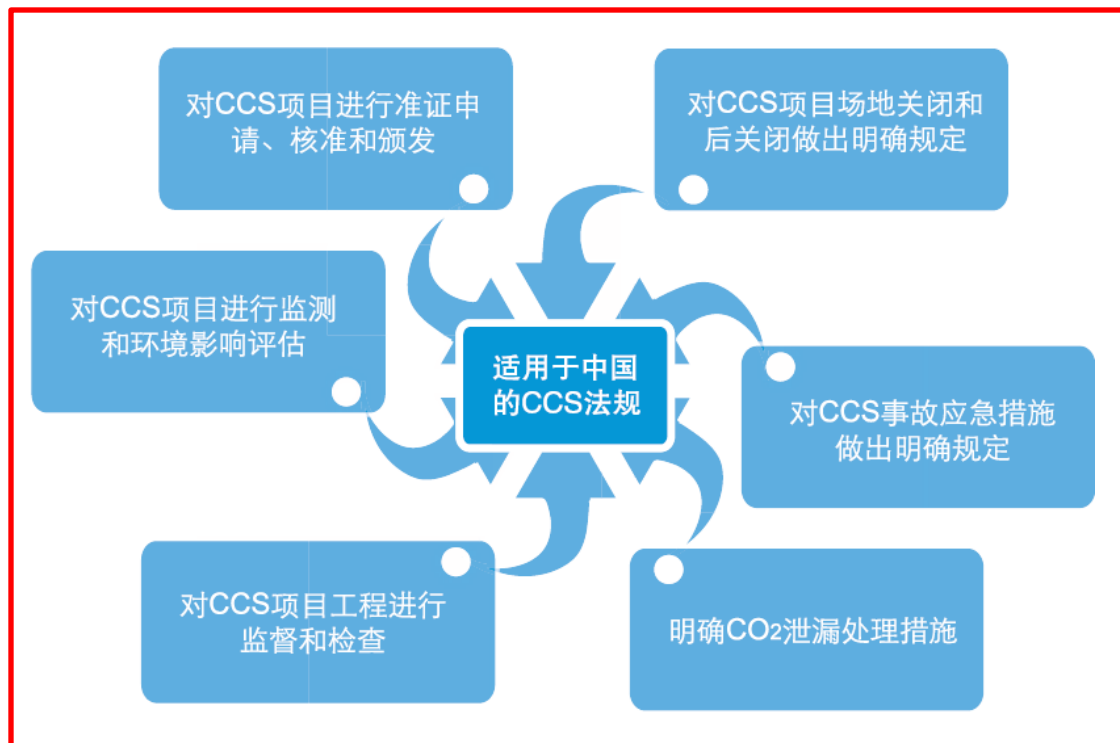 对CCS项目进行准证申
请、核准和颁发
对CCS项目场地关闭和
后关闭做出明确规定
对CCS项目进行监测
和环境影响评估
适用于中国
的CCS法规
对CCS事故应急措施
做出明确规定
对CCS项目工程进行
监督和检查
明确CO2泄漏处理措施